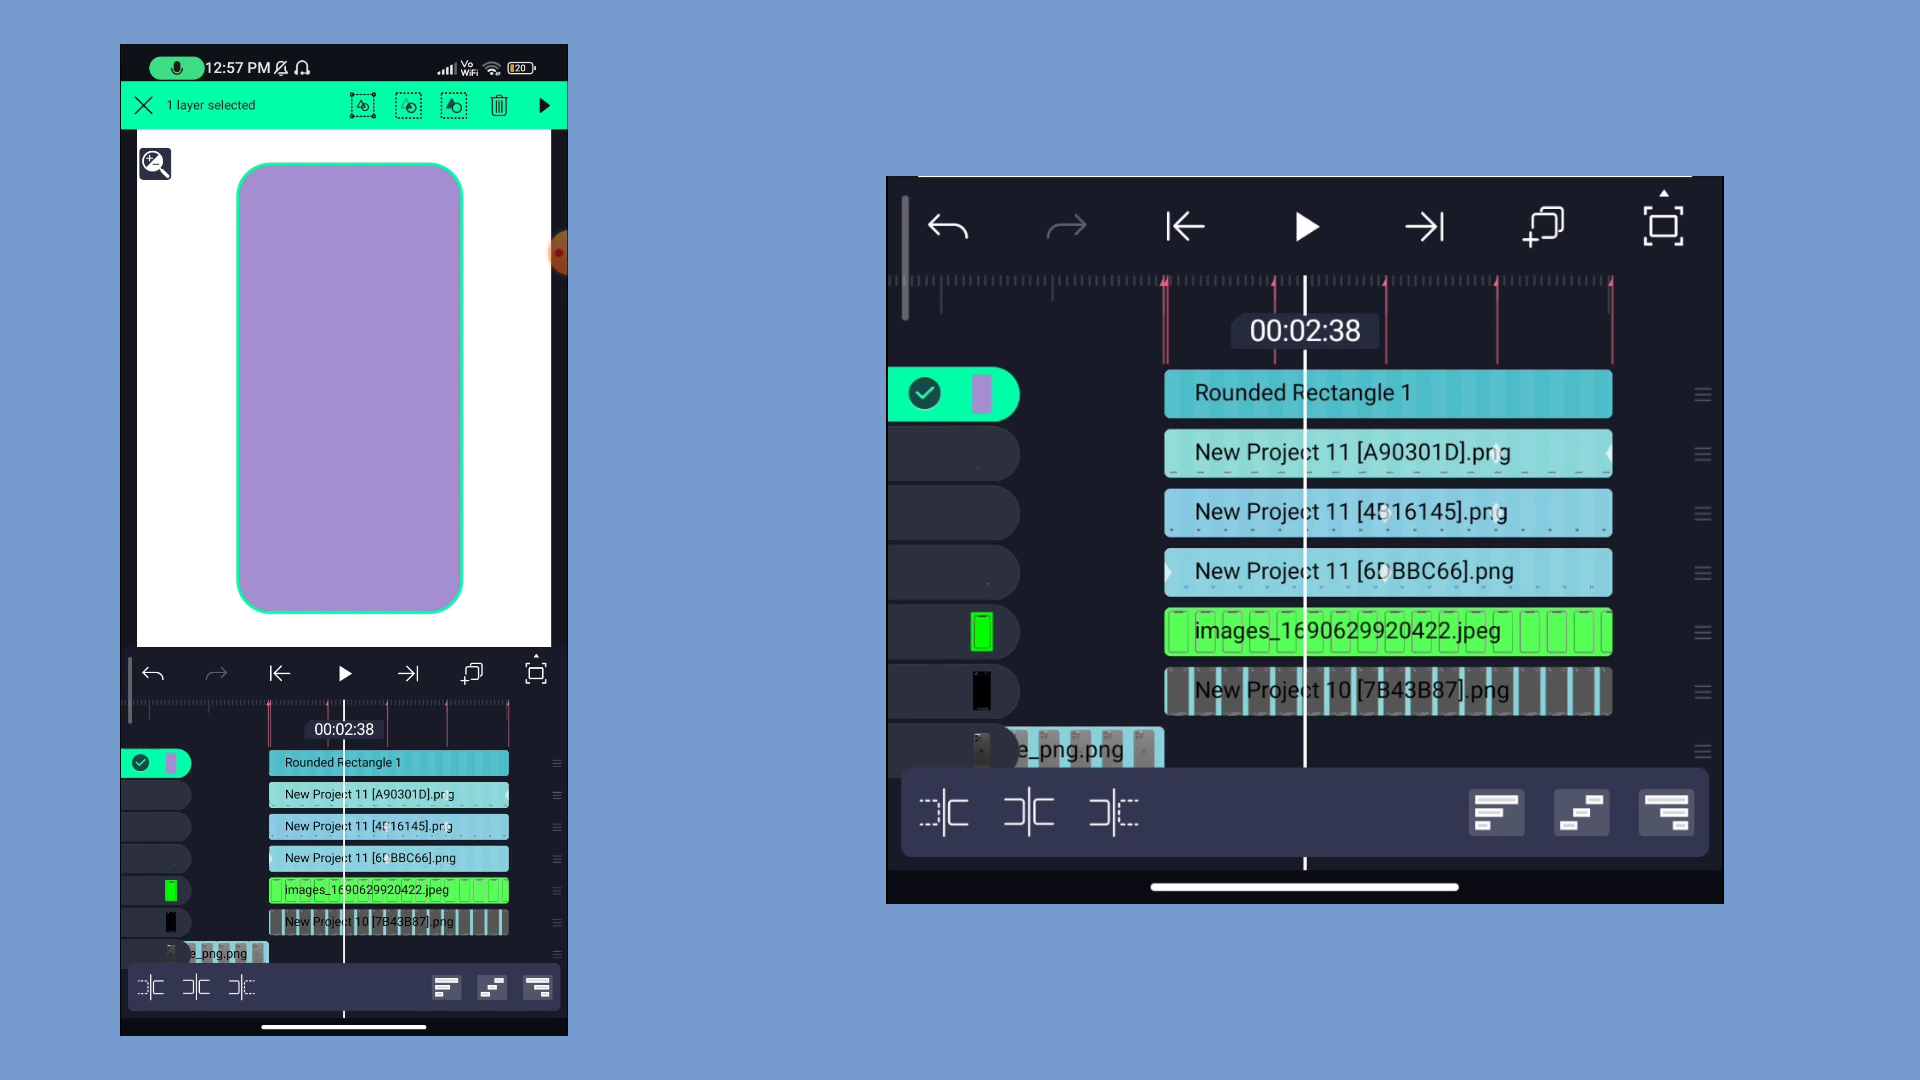 12:57 PM
Vo
WiFi
20
1 layer selected
00:02:38
Rounded Rectangle 1
New Project 11 [A90301D].png
New Project 11 [4B16145].png
New Project 11 [6DBBC66].png
images_1690629920422.jpeg
New Project 10 [7B43B87].png
e_png.png
00:02:38
Rounded Rectangle 1
New Project 11 [A90301D].png
New Project 11 [4B16145].png
New Project 11 [6DBBC66].png
images_1690629920422.jpeg
New Project 10 [7B43B87].png
e_png.png